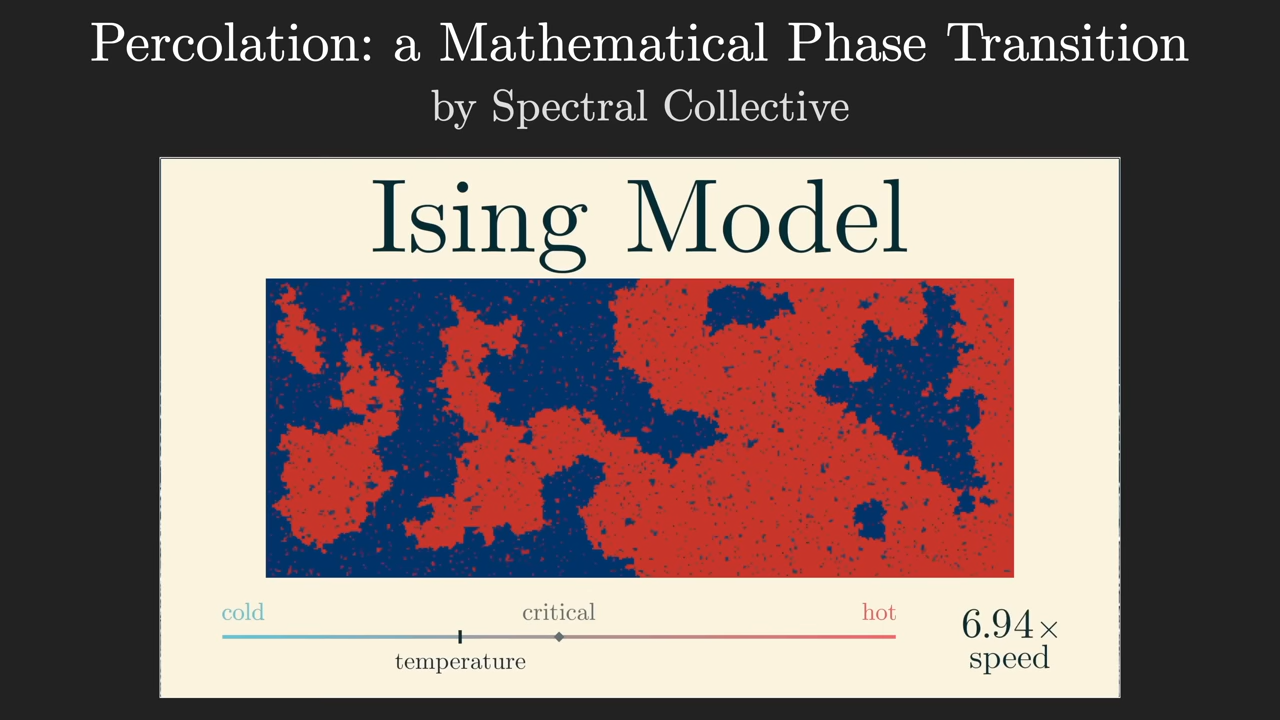 Percolation: a Mathematical Phase Transition
by Spectral Collective
Ising Model
cold
critical
hot
temperature
6.94×
speed